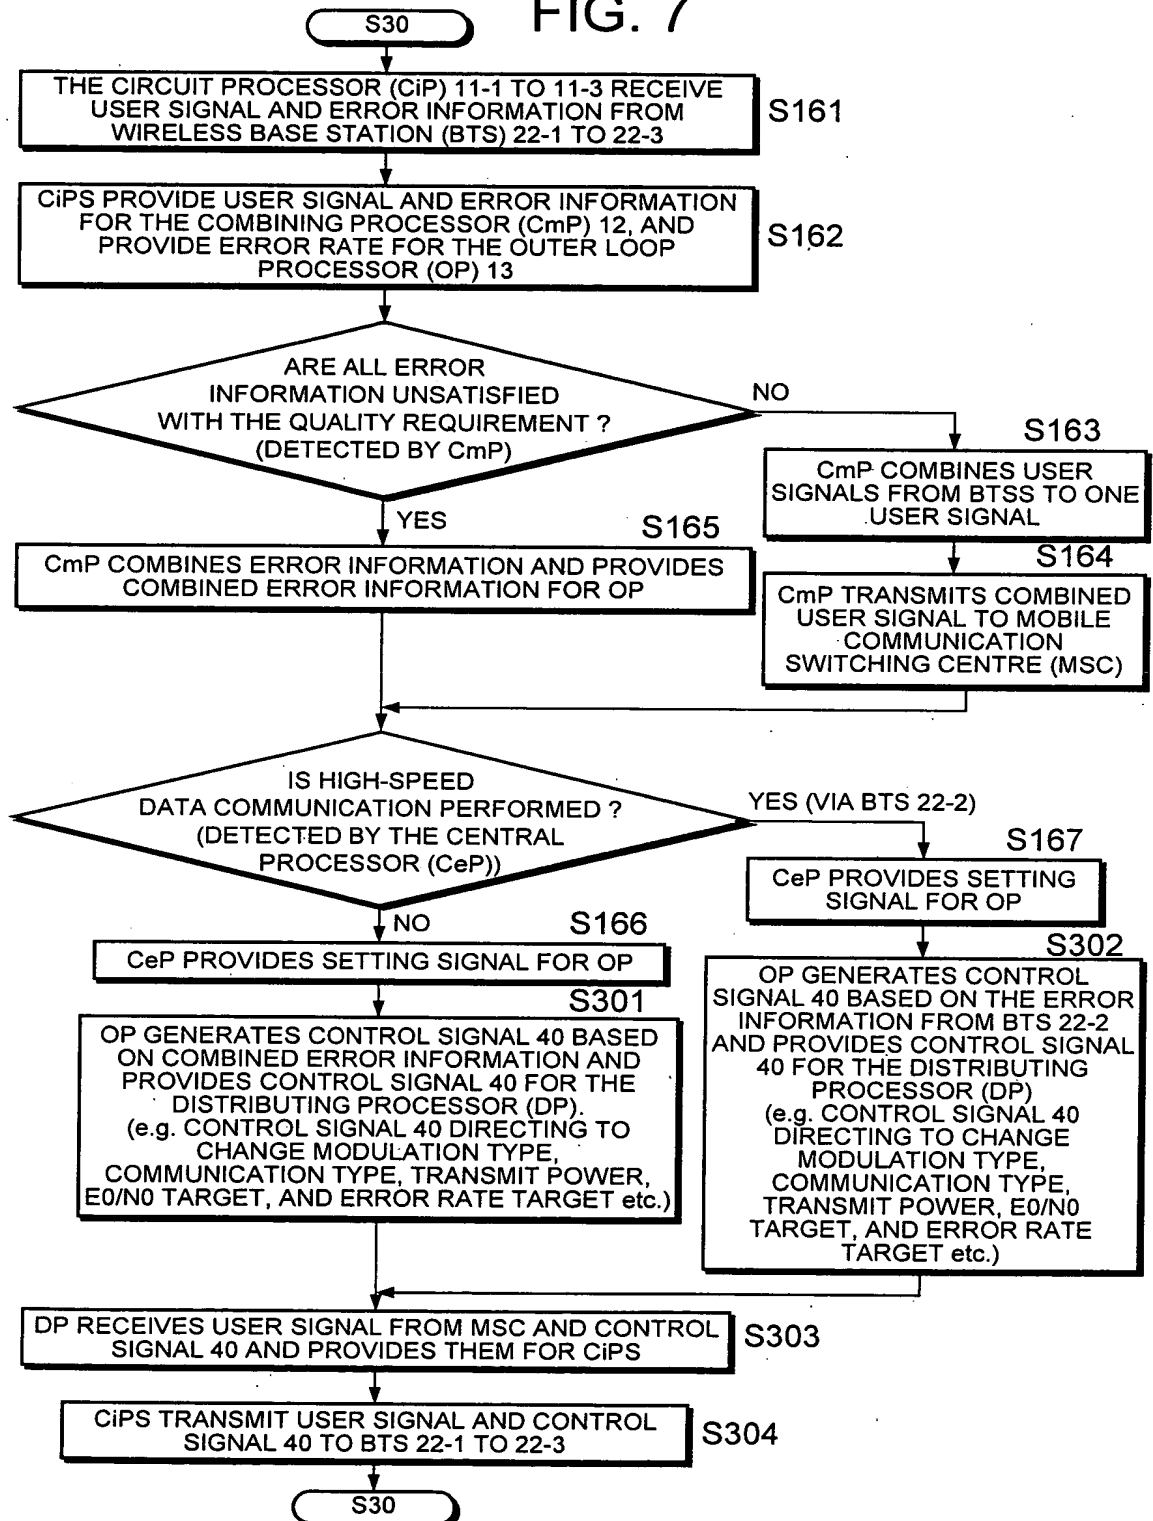 FIG. 7
S30
THE CIRCUIT PROCESSOR (CiP) 11-1 TO 11-3 RECEIVE
USER SIGNAL AND ERROR INFORMATION FROM
WIRELESS BASE STATION (BTS) 22-1 TO 22-3
S161
CiPS PROVIDE USER SIGNAL AND ERROR INFORMATION
FOR THE COMBINING PROCESSOR (CmP) 12, AND
PROVIDE ERROR RATE FOR THE OUTER LOOP
PROCESSOR (OP) 13
S162
ARE ALL ERROR
INFORMATION UNSATISFIED
WITH THE QUALITY REQUIREMENT ?
(DETECTED BY CmP)
NO
S163
CmP COMBINES USER
SIGNALS FROM BTSS TO ONE
USER SIGNAL
YES
S165
CmP COMBINES ERROR INFORMATION AND PROVIDES
COMBINED ERROR INFORMATION FOR OP
S164
CmP TRANSMITS COMBINED
USER SIGNAL TO MOBILE
COMMUNICATION
SWITCHING CENTRE (MSC)
IS HIGH-SPEED
DATA COMMUNICATION PERFORMED ?
(DETECTED BY THE CENTRAL
PROCESSOR (CeP))
YES (VIA BTS 22-2)
S167
CeP PROVIDES SETTING
SIGNAL FOR OP
NO
S166
CeP PROVIDES SETTING SIGNAL FOR OP
S301
OP GENERATES CONTROL SIGNAL 40 BASED
ON COMBINED ERROR INFORMATION AND
PROVIDES CONTROL SIGNAL 40 FOR THE
DISTRIBUTING PROCESSOR (DP).
(e.g. CONTROL SIGNAL 40 DIRECTING TO
CHANGE MODULATION TYPE,
COMMUNICATION TYPE, TRANSMIT POWER,
E0/N0 TARGET, AND ERROR RATE TARGET etc.)
S302
OP GENERATES CONTROL
SIGNAL 40 BASED ON THE ERROR
INFORMATION FROM BTS 22-2
AND PROVIDES CONTROL SIGNAL
40 FOR THE DISTRIBUTING
PROCESSOR (DP)
(e.g. CONTROL SIGNAL 40
DIRECTING TO CHANGE
MODULATION TYPE,
COMMUNICATION TYPE,
TRANSMIT POWER, E0/N0
TARGET, AND ERROR RATE
TARGET etc.)
DP RECEIVES USER SIGNAL FROM MSC AND CONTROL
SIGNAL 40 AND PROVIDES THEM FOR CiPS
S303
CiPS TRANSMIT USER SIGNAL AND CONTROL
SIGNAL 40 TO BTS 22-1 TO 22-3
S304
S30